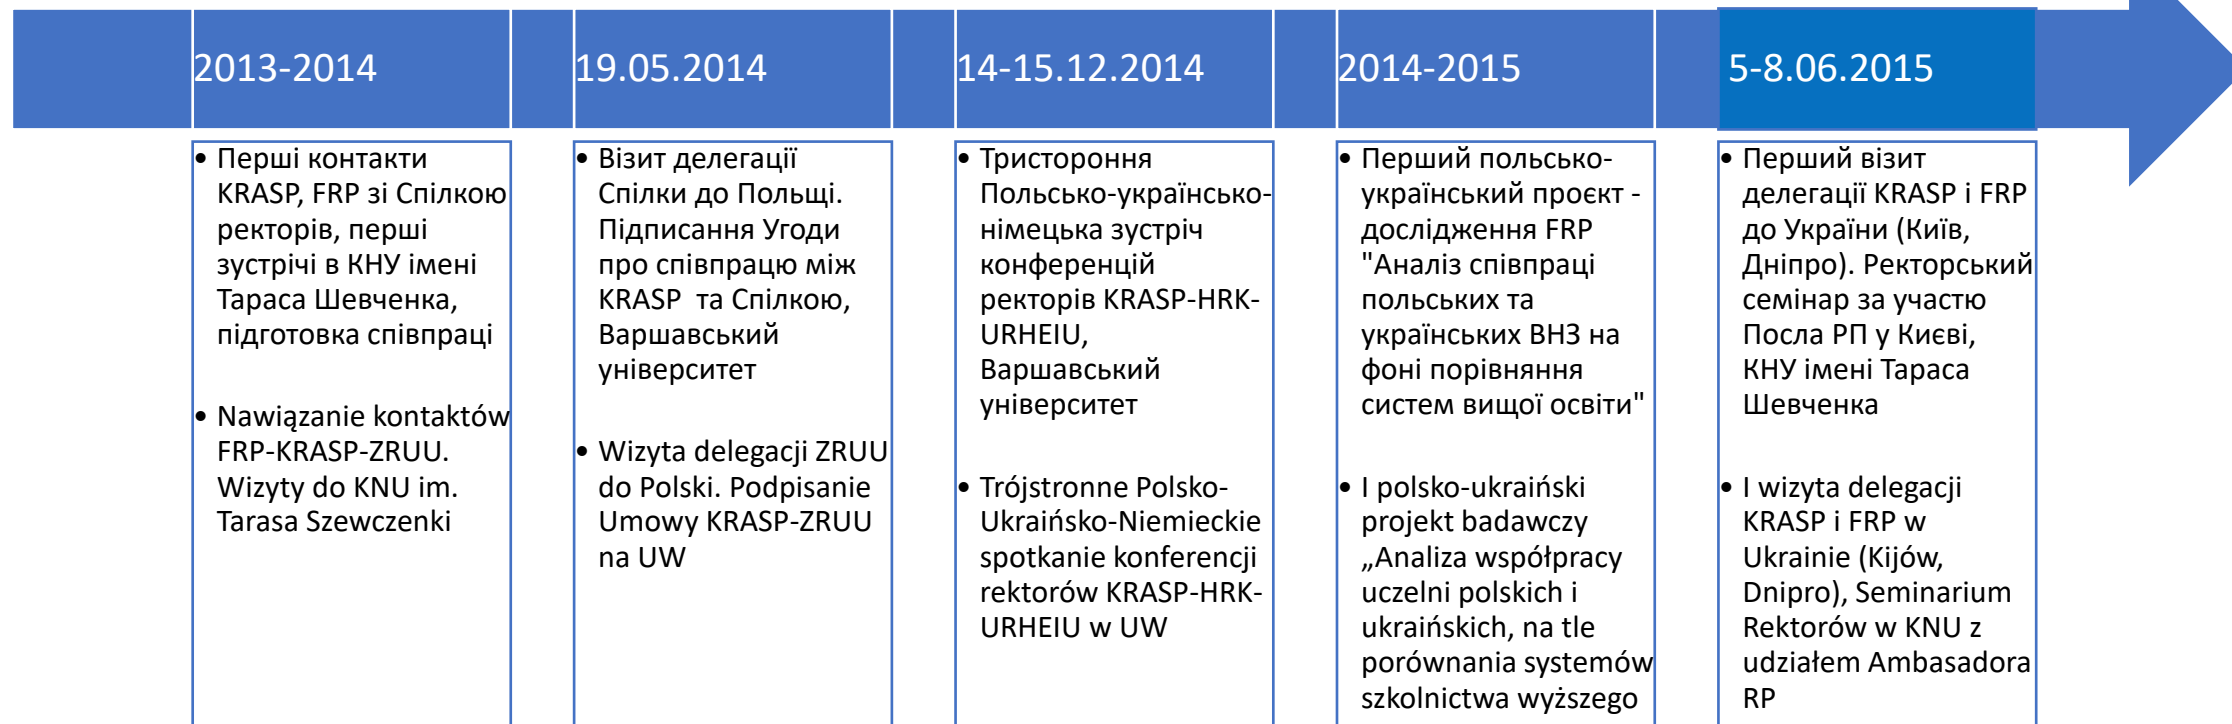 2013-2014
• Перші контакти
KRASP, FRP зі Спілкою
ректорів, перші
зустрічі в КНУ імені
Тараса Шевченка,
підготовка співпраці
• Nawiązanie kontaktów
FRP-KRASP-ZRUU.
Wizyty do KNU im.
Tarasa Szewczenki
19.05.2014
• Візит делегації
Спілки до Польщі.
Підписання Угоди
про співпрацю між
KRASP та Спілкою,
Варшавський
університет
• Wizyta delegacji ZRUU
do Polski. Podpisanie
Umowy KRASP-ZRUU
na UW
14-15.12.2014
• Тристороння
Польсько-українсько-
німецька зустріч
конференцій
ректорів KRASP-HRK-
URHEIU,
Варшавський
університет
• Trójstronne Polsko-
Ukraińsko-Niemieckie
spotkanie konferencji
rektorów KRASP-HRK-
URHEIU w UW
2014-2015
• Перший польсько-
український проєкт -
дослідження FRP
"Аналіз співпраці
польських та
українських ВНЗ на
фоні порівняння
систем вищої освіти"
• I polsko-ukraiński
projekt badawczy
„Analiza współpracy
uczelni polskich i
ukraińskich, na tle
porównania systemów
szkolnictwa wyższego
5-8.06.2015
• Перший візит
делегації KRASP і FRP
до України (Київ,
Дніпро). Ректорський
семінар за участю
Посла РП у Києві,
КНУ імені Тараса
Шевченка
• I wizyta delegacji
KRASP i FRP w
Ukrainie (Kijów,
Dnipro), Seminarium
Rektorów w KNU z
udziałem Ambasadora
RP